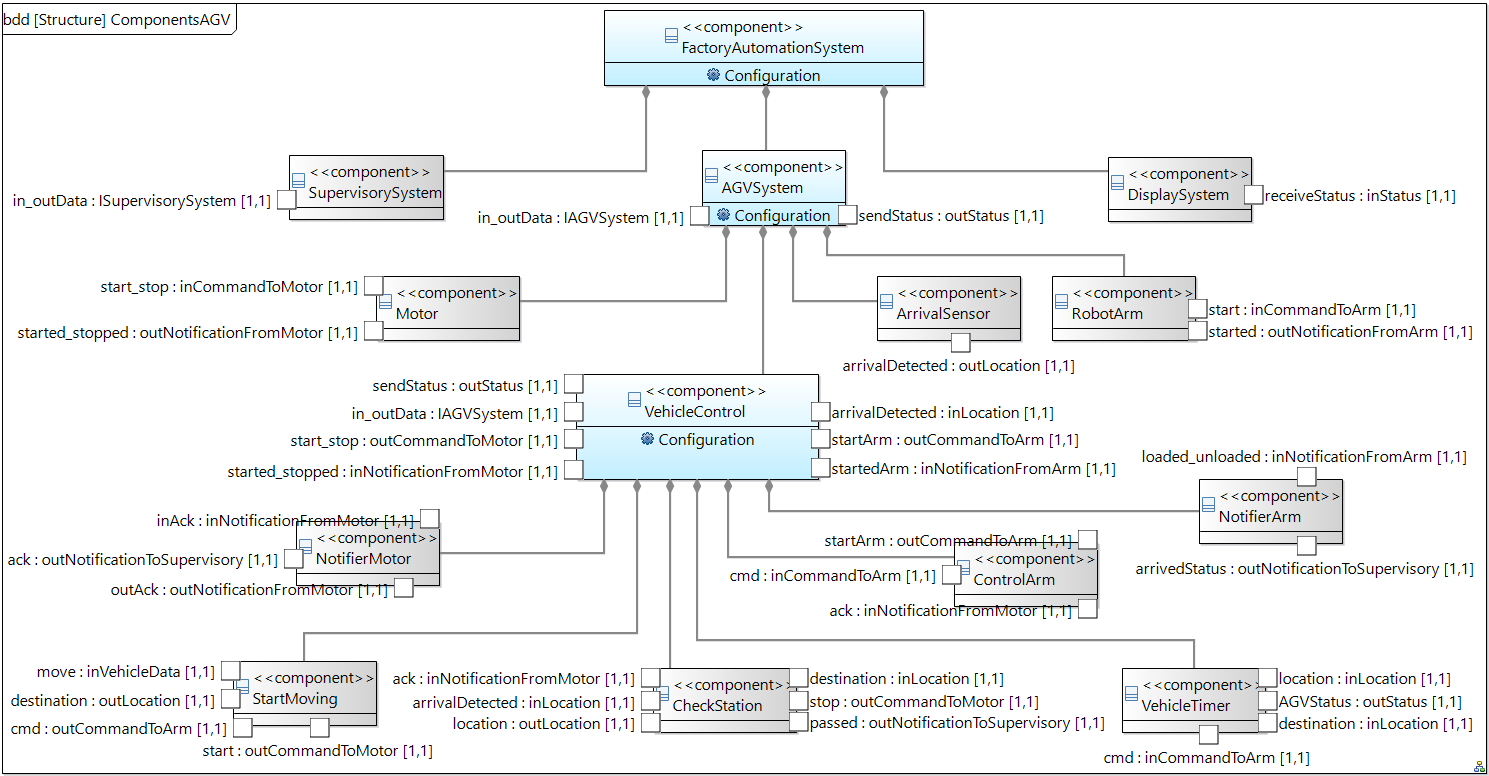 bdd [Structure] ComponentsAGV
<<component>>
FactoryAutomationSystem
Configuration
<<component>>
SupervisorySystem
in_outData : ISupervisorySystem [1,1]
<<component>>
AGVSystem
Configuration
in_outData : IAGVSystem [1,1]
sendStatus : outStatus [1,1]
<<component>>
DisplaySystem
receiveStatus : inStatus [1,1]
start_stop : inCommandToMotor [1,1]
<<component>>
Motor
started_stopped : outNotificationFromMotor [1,1]
<<component>>
ArrivalSensor
arrivalDetected : outLocation [1,1]
<<component>>
RobotArm
start : inCommandToArm [1,1]
started : outNotificationFromArm [1,1]
sendStatus : outStatus [1,1]
in_outData : IAGVSystem [1,1]
start_stop : outCommandToMotor [1,1]
started_stopped : inNotificationFromMotor [1,1]
<<component>>
VehicleControl
Configuration
arrivalDetected : inLocation [1,1]
startArm : outCommandToArm [1,1]
startedArm : inNotificationFromArm [1,1]
loaded_unloaded : inNotificationFromArm [1,1]
<<component>>
NotifierArm
arrivedStatus : outNotificationToSupervisory [1,1]
inAck : inNotificationFromMotor [1,1]
<<component>>
NotifierMotor
ack : outNotificationToSupervisory [1,1]
outAck : outNotificationFromMotor [1,1]
startArm : outCommandToArm [1,1]
<<component>>
ControlArm
cmd : inCommandToArm [1,1]
ack : inNotificationFromMotor [1,1]
move : inVehicleData [1,1]
<<component>>
StartMoving
destination : outLocation [1,1]
cmd : outCommandToArm [1,1]
start : outCommandToMotor [1,1]
ack : inNotificationFromMotor [1,1]
arrivalDetected : inLocation [1,1]
location : outLocation [1,1]
<<component>>
CheckStation
destination : inLocation [1,1]
stop : outCommandToMotor [1,1]
passed : outNotificationToSupervisory [1,1]
<<component>>
VehicleTimer
location : inLocation [1,1]
AGVStatus : outStatus [1,1]
destination : inLocation [1,1]
cmd : inCommandToArm [1,1]